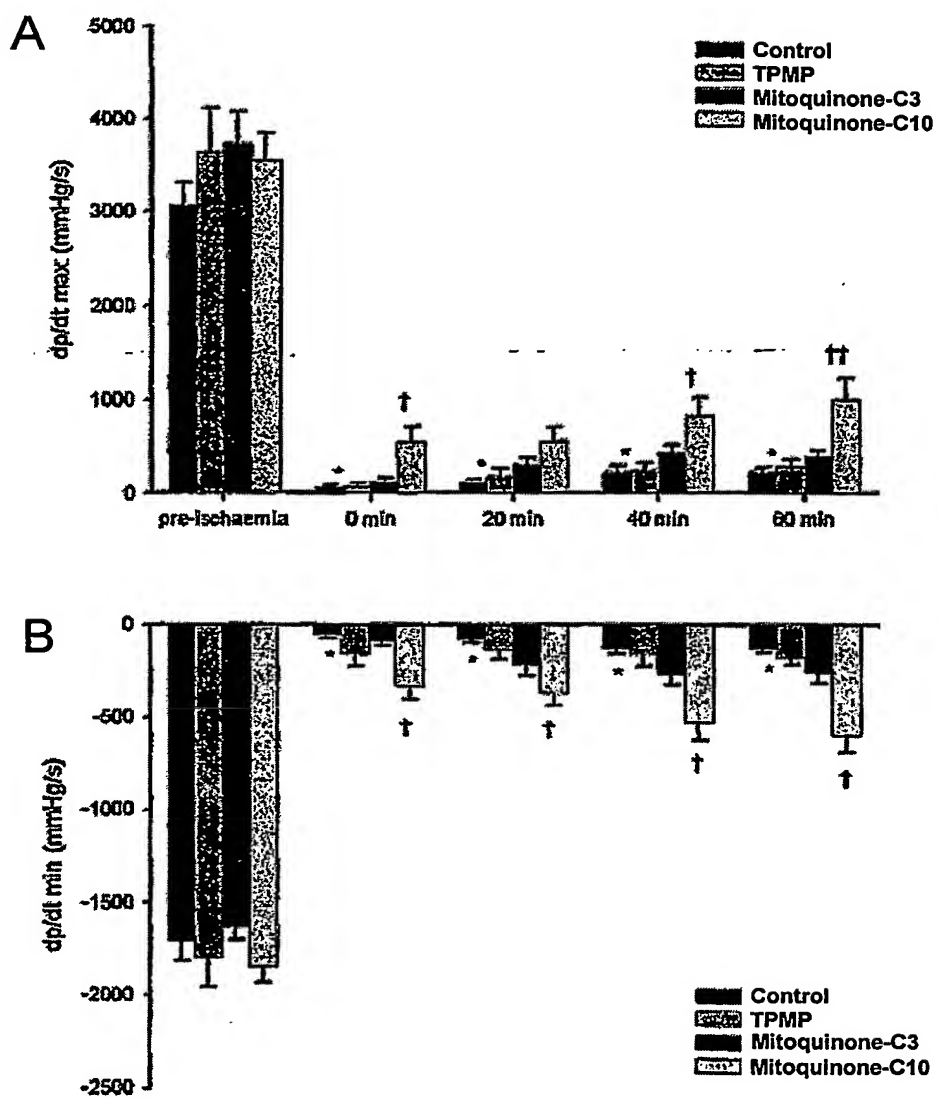 A
5000
4000
3000
2000
1000
0
dp/dt max (mmHg/s)
Control
TPMP
Mitoquinone-C3
Mitoquinone-C10
†
†
††
*
*
*
*
pre-ischaemia
0 min
20 min
40 min
60 min
B
0
-500
-1000
-1500
-2000
-2500
dp/dt min (mmHg/s)
*
*
*
*
†
†
†
†
Control
TPMP
Mitoquinone-C3
Mitoquinone-C10